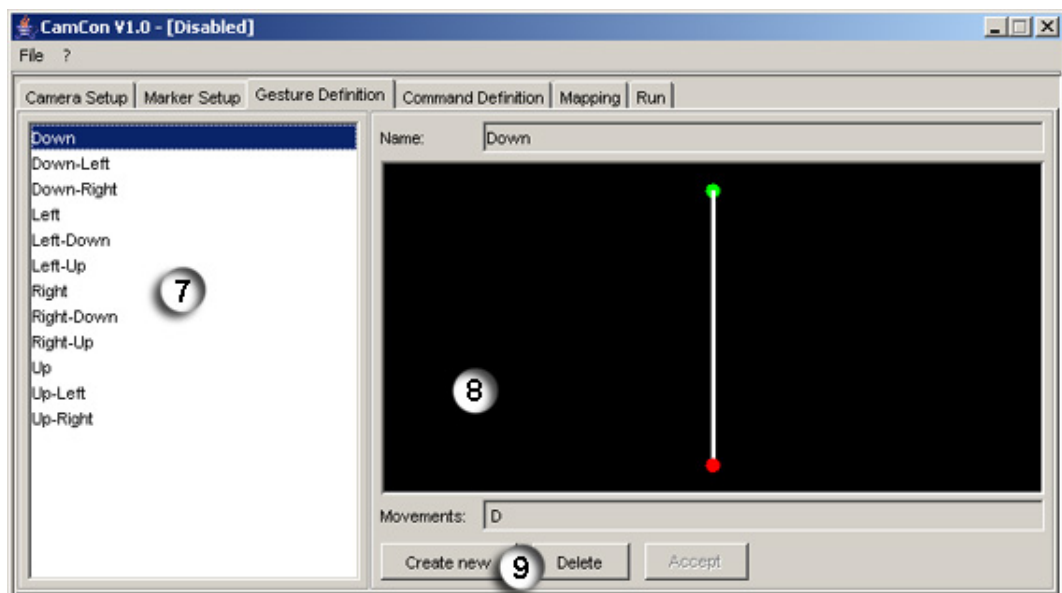 CamCon V1.0 - [Disabled]
File ?
Camera Setup Marker Setup Gesture Definition Command Definition Mapping Run
Down
Down-Left
Down-Right
Left
Left-Down
Left-Up
Right
Right-Down
Right-Up
Up
Up-Left
Up-Right
7
Name: Down
8
Movements: D
Create new 9 Delete Accept